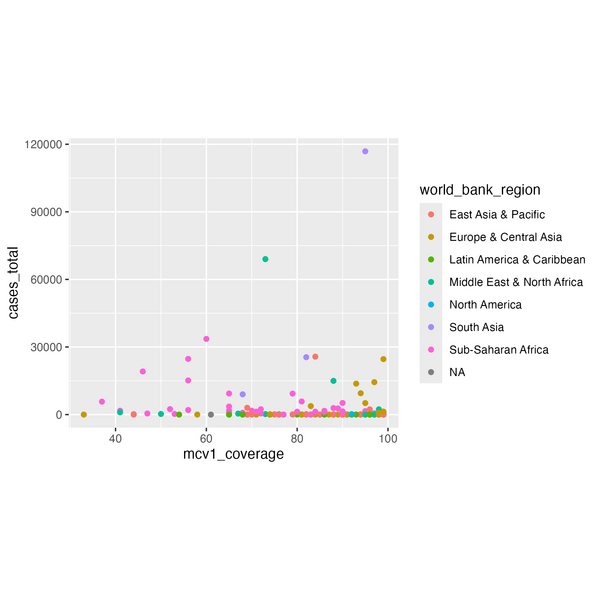 120000
90000
60000
30000
0
cases_total
40 60 80 100
mcv1_coverage
world_bank_region
East Asia & Pacific
Europe & Central Asia
Latin America & Caribbean
Middle East & North Africa
North America
South Asia
Sub-Saharan Africa
NA